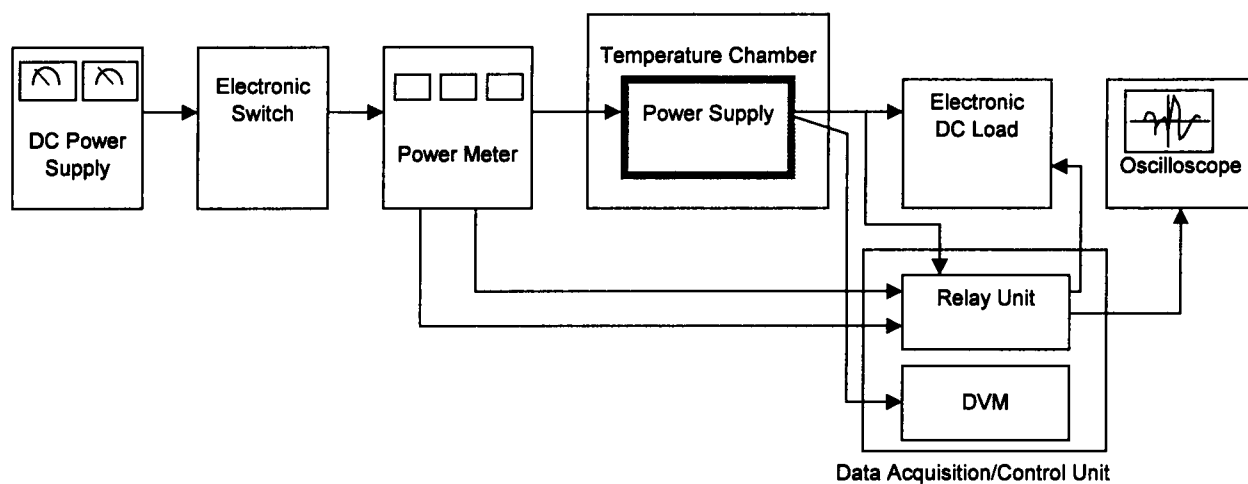 DC Power
Supply
Electronic
Switch
Power Meter
Temperature Chamber
Power Supply
Electronic
DC Load
Oscilloscope
Relay Unit
DVM
Data Acquisition/Control Unit